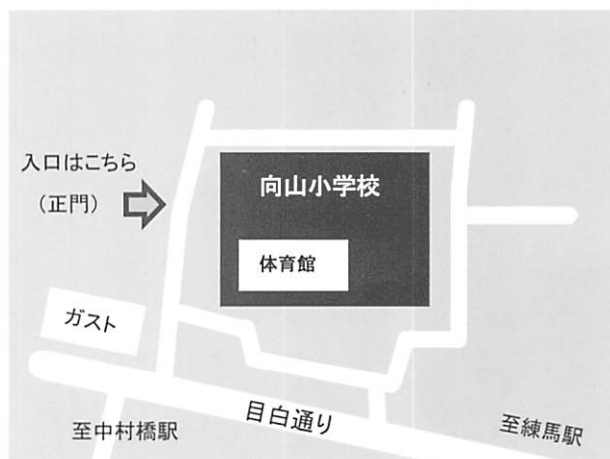 向山小学校
入口はこちら
（正門）
体育館
ガスト
目白通り
至中村橋駅
至練馬駅